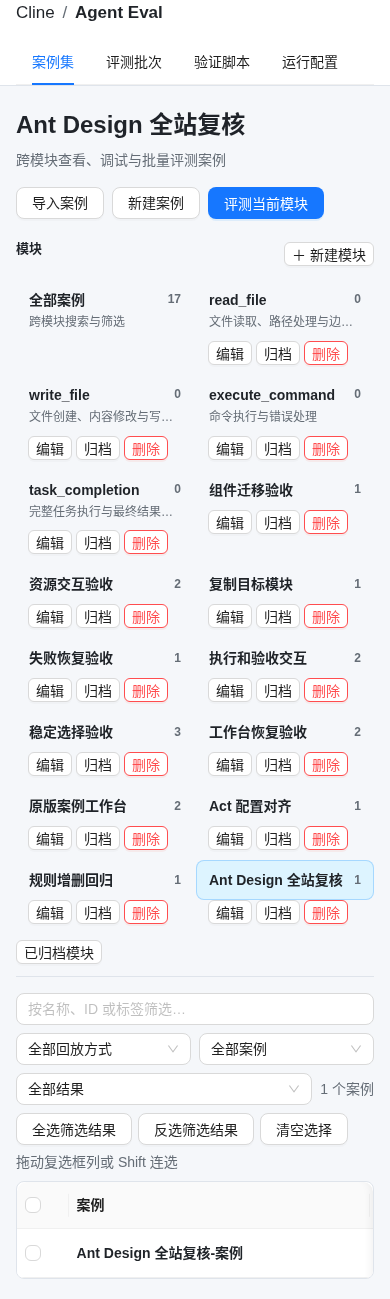 Cline / Agent Eval
案例集 评测批次 验证脚本 运行配置
Ant Design 全站复核
跨模块查看、调试与批量评测案例
导入案例 新建案例 评测当前模块
模块
＋ 新建模块
全部案例 17
跨模块搜索与筛选
read_file 0
文件读取、路径处理与边…
编辑 归档 删除
write_file 0
文件创建、内容修改与写…
编辑 归档 删除
execute_command 0
命令执行与错误处理
编辑 归档 删除
task_completion 0
完整任务执行与最终结果…
编辑 归档 删除
组件迁移验收 1
编辑 归档 删除
资源交互验收 2
编辑 归档 删除
复制目标模块 1
编辑 归档 删除
失败恢复验收 1
编辑 归档 删除
执行和验收交互 2
编辑 归档 删除
稳定选择验收 3
编辑 归档 删除
工作台恢复验收 2
编辑 归档 删除
原版案例工作台 2
编辑 归档 删除
Act 配置对齐 1
编辑 归档 删除
规则增删回归 1
编辑 归档 删除
Ant Design 全站复核 1
编辑 归档 删除
已归档模块
按名称、ID 或标签筛选…
全部回放方式 全部案例
全部结果 1 个案例
全选筛选结果 反选筛选结果 清空选择
拖动复选框列或 Shift 连选
案例
Ant Design 全站复核-案例